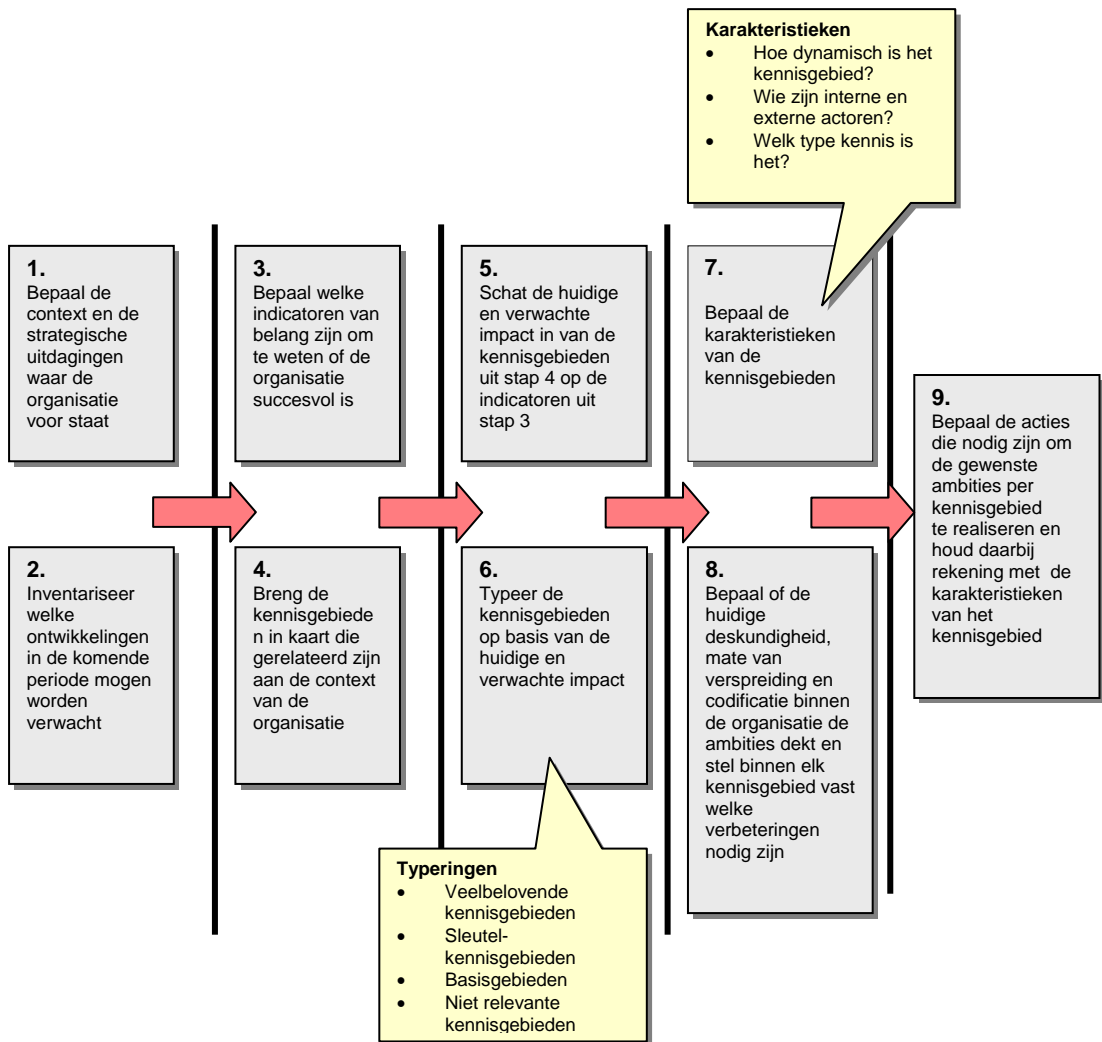 Karakteristieken
• Hoe dynamisch is het
kennisgebied?
• Wie zijn interne en
externe actoren?
• Welk type kennis is
het?
1.
Bepaal de
context en de
strategische
uitdagingen
waar de
organisatie
voor staat
2.
Inventariseer
welke
ontwikkelingen
in de komende
periode mogen
worden
verwacht
3.
Bepaal welke
indicatoren van
belang zijn om
te weten of de
organisatie
succesvol is
4.
Breng de
kennisgebiede
n in kaart die
gerelateerd zijn
aan de context
van de
organisatie
5.
Schat de huidige
en verwachte
impact in van de
kennisgebieden
uit stap 4 op de
indicatoren uit
stap 3
6.
Typeer de
kennisgebieden
op basis van de
huidige en
verwachte impact
Typeringen
• Veelbelovende
kennisgebieden
• Sleutel-
kennisgebieden
• Basisgebieden
• Niet relevante
kennisgebieden
7.
Bepaal de
karakteristieken
van de
kennisgebieden
8.
Bepaal of de
huidige
deskundigheid,
mate van
verspreiding en
codificatie binnen
de organisatie de
ambities dekt en
stel binnen elk
kennisgebied vast
welke
verbeteringen
nodig zijn
9.
Bepaal de acties
die nodig zijn om
de gewenste
ambities per
kennisgebied
te realiseren en
houd daarbij
rekening met de
karakteristieken
van het
kennisgebied